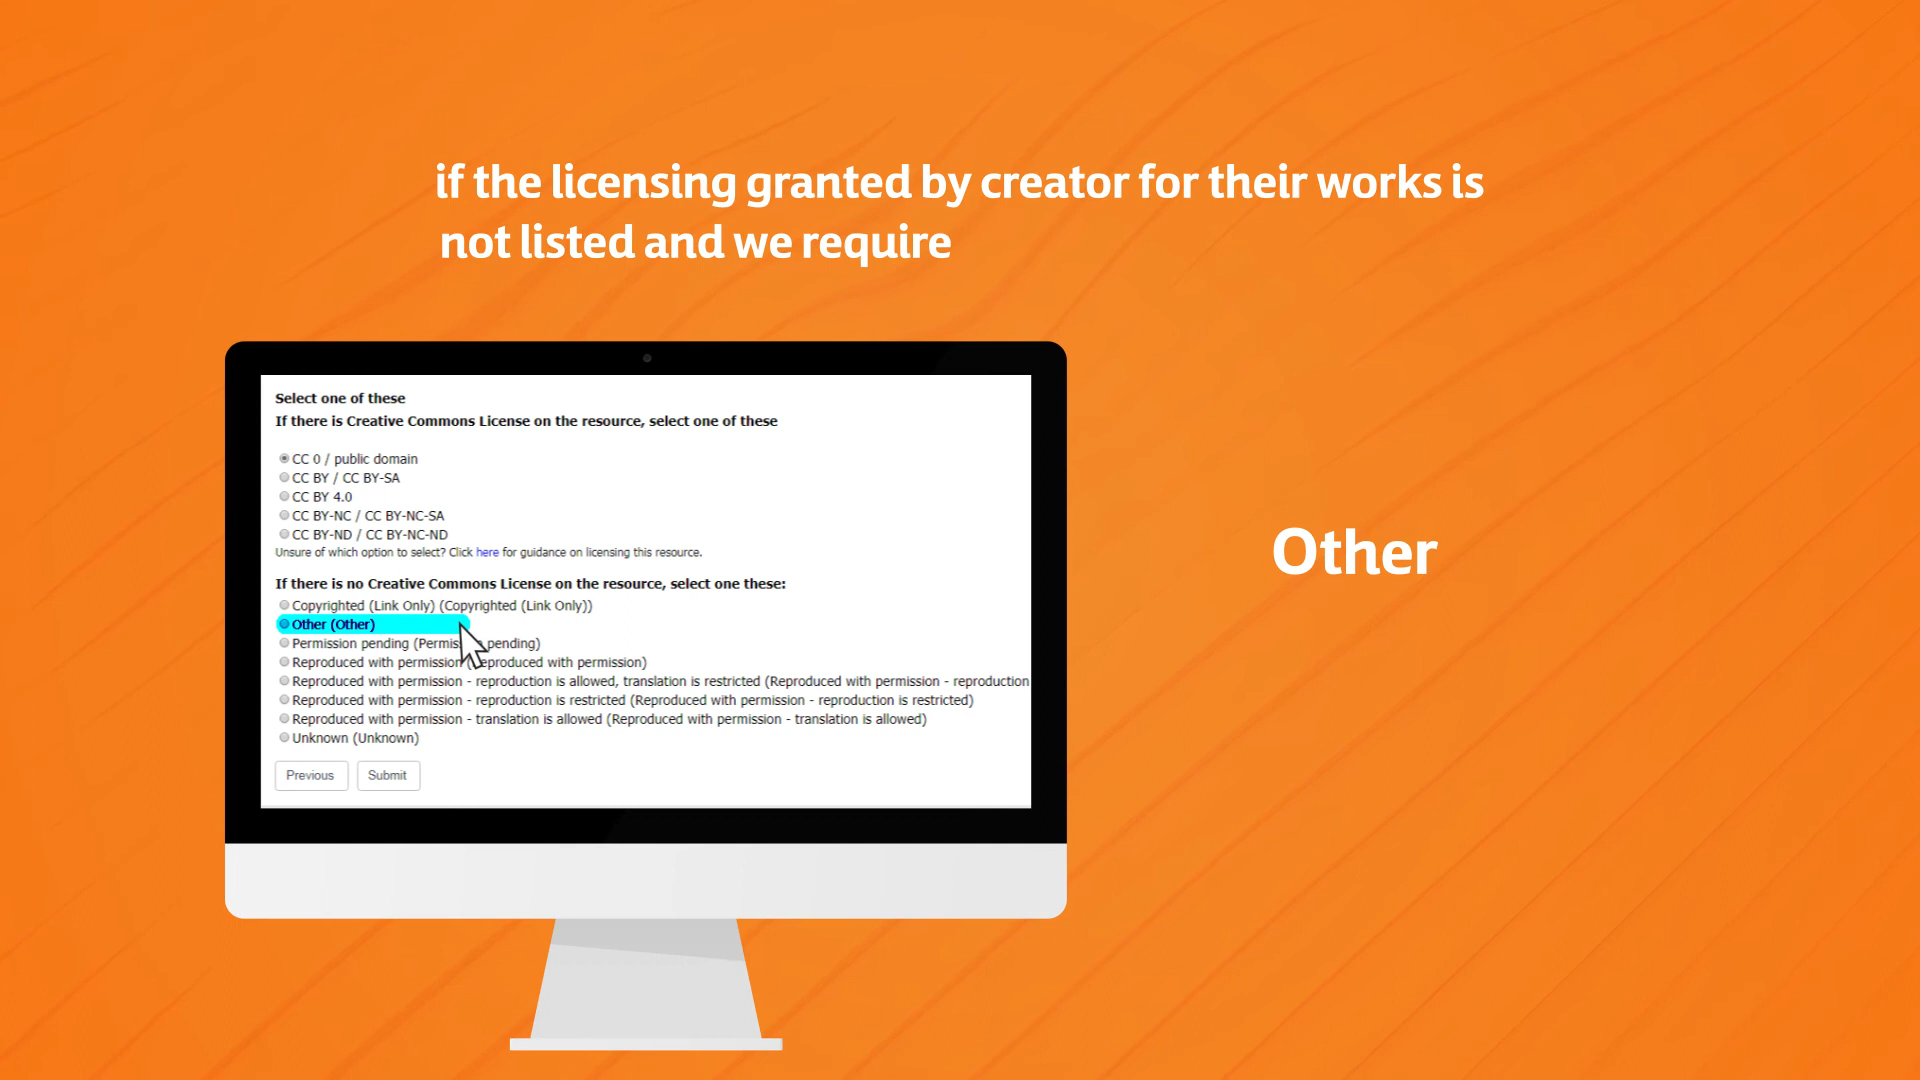 if the licensing granted by creator for their works is
not listed and we require
Select one of these
If there is Creative Commons License on the resource, select one of these
CC 0 / public domain
CC BY / CC BY-SA
CC BY 4.0
CC BY-NC / CC BY-NC-SA
CC BY-ND / CC BY-NC-ND
Unsure of which option to select? Click here for guidance on licensing this resource.
If there is no Creative Commons License on the resource, select one these:
Copyrighted (Link Only) (Copyrighted (Link Only))
Other (Other)
Permission pending (Permission pending)
Reproduced with permission (Reproduced with permission)
Reproduced with permission - reproduction is allowed, translation is restricted (Reproduced with permission - reproduction
Reproduced with permission - reproduction is restricted (Reproduced with permission - reproduction is restricted)
Reproduced with permission - translation is allowed (Reproduced with permission - translation is allowed)
Unknown (Unknown)
Previous Submit
Other